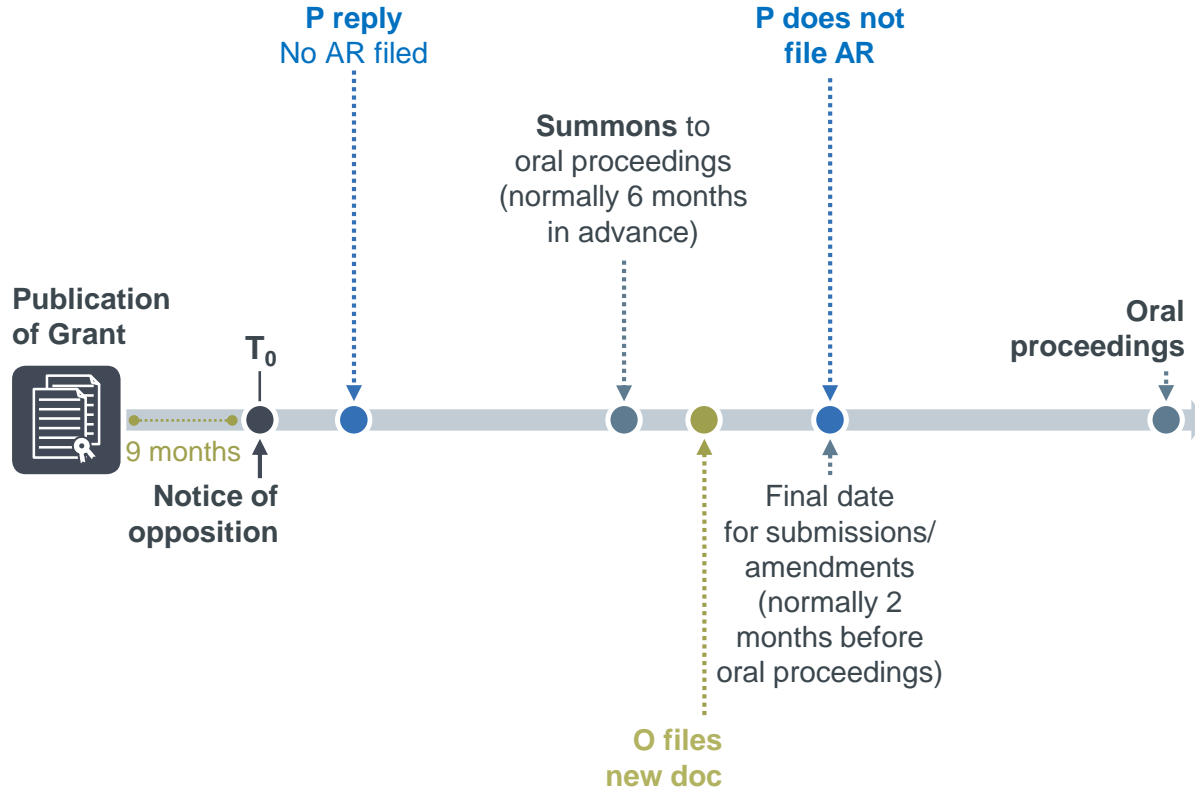 P reply
No AR filed
P does not
file AR
Summons to
oral proceedings
(normally 6 months
in advance)
Publication
of Grant
T₀
Oral
proceedings
9 months
Notice of
opposition
Final date
for submissions/
amendments
(normally 2
months before
oral proceedings)
O files
new doc